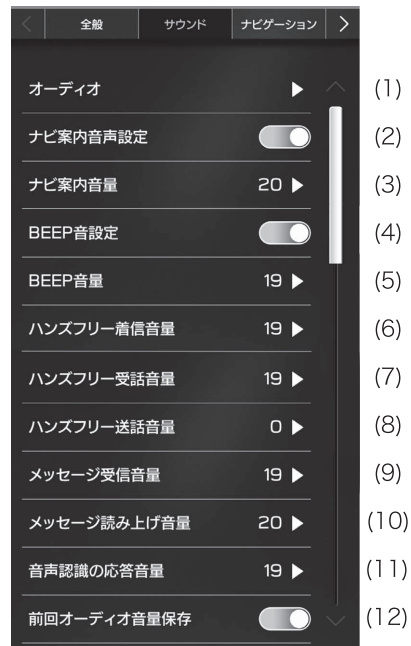 全般 サウンド ナビゲーション
オーディオ (1)
ナビ案内音声設定 (2)
ナビ案内音量 20 (3)
BEEP音設定 (4)
BEEP音量 19 (5)
ハンズフリー着信音量 19 (6)
ハンズフリー受話音量 19 (7)
ハンズフリー送話音量 0 (8)
メッセージ受信音量 19 (9)
メッセージ読み上げ音量 20 (10)
音声認識の応答音量 19 (11)
前回オーディオ音量保存 (12)